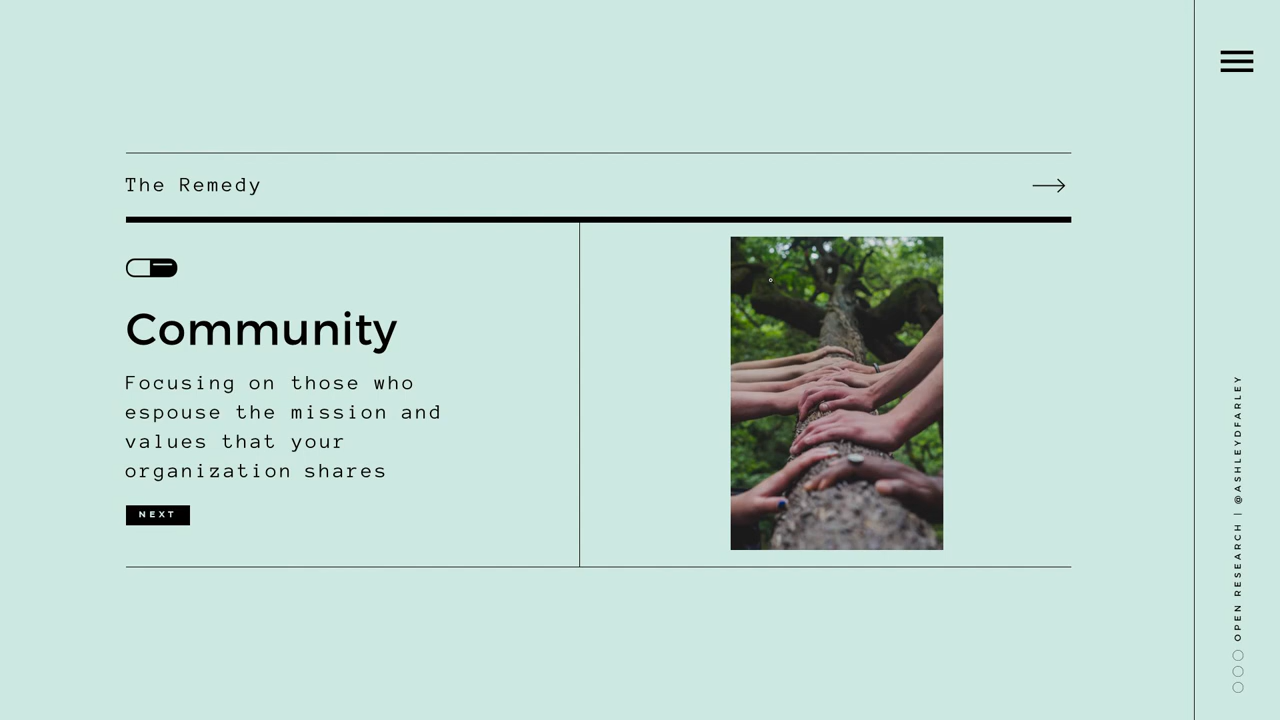 The Remedy
Community
Focusing on those who
espouse the mission and
values that your
organization shares
NEXT
OPEN RESEARCH | @ASHLEYDFARLEY